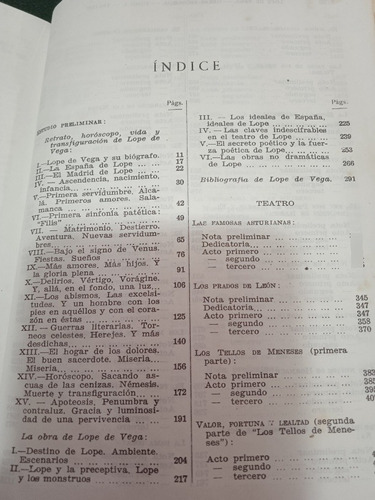 ÍNDICE
Págs.
ESTUDIO PRELIMINAR:
Retrato, horóscopo, vida y
transfiguración de Lope de
Vega:
I.—Lope de Vega y su biógrafo. 11
II.—La España de Lope ... ... ... 17
III.—El Madrid de Lope ... ... ... 22
IV. — Ascendencia, nacimiento,
infancia... ... ... ... ... ... ... 30
V.—Primera servidumbre. Alcalá.
Primeros amores. Salamanca
... ... ... ... ... ... ... ... 42
VI.—Primera sinfonía patética:
"Filis" ... ... ... ... ... ... ... 49
VII. — Matrimonio. Destierro.
Aventura. Nuevas servidumbres...
... ... ... ... ... ... ... 65
VIII.—Bajo el signo de Venus.
Fiestas. Sueños ... ... ... ... 76
IX.—Más amores, Más hijos. Y
la gloria plena ... ... ... ... 91
X.—Delirios. Vértigo. Vorágine.
Y, allá, en el fondo, una luz. 106
XI.—Los abismos, Las excelsitudes.
Y un hombre con los
pies en aquéllos y con el corazón
en éstas ... ... ... ... ... 125
XII. — Guerras literarias. Torneos
celestes, Herejes. Y más
desdichas ... ... ... ... ... ... 140
XIII.—El hogar de los dolores.
El buen sacerdote. Miseria...
Miseria... ... ... ... ... ... ... 156
XIV.—Horóscopo. Sacando ascuas
de las cenizas. Némesis.
Muerte y transfiguración ... ... 172
XV. — Apoteosis, Penumbra y
contraluz. Gracia y luminosidad
de una pervivencia ... ... 191
La obra de Lope de Vega:
I.—Destino de Lope. Ambiente.
Escenarios ... ... ... ... ... ... 204
II.—Lope y la preceptiva. Lope
y los monstruos ... ... ... ... 217
Págs.
III. — Los ideales de España,
ideales de Lope ... ... ... ... 225
IV. — Las claves indescifrables
en el teatro de Lope ... ... ... 239
V.—El secreto poético y la fuerza
poética de Lope ... ... ... ... 253
VI.—Las obras no dramáticas
de Lope ... ... ... ... ... ... 266
Bibliografía de Lope de Vega. 291
TEATRO
LAS FAMOSAS ASTURIANAS:
Nota preliminar ... ... ...
Dedicatoria... ... ... ... ...
Acto primero ... ... ... ...
— segundo ... ... ... ...
— tercero ... ... ... ...
LOS PRADOS DE LEÓN:
Nota preliminar ... ... ... 345
Dedicatoria... ... ... ... ... 347
Acto primero ... ... ... ... 347
— segundo ... ... ... ... 358
— tercero ... ... ... ... 370
LOS TELLOS DE MENESES (primera
parte):
Nota preliminar ... ... ...
Acto primero ... ... ... ...
— segundo ... ... ... ...
— tercero ... ... ... ...
VALOR, FORTUNA Y LEALTAD (segunda
parte de "Los Tellos de Meneses"):
Acto primero ... ... ... ...
— segundo ... ... ... ...
— tercero ... ... ... ...